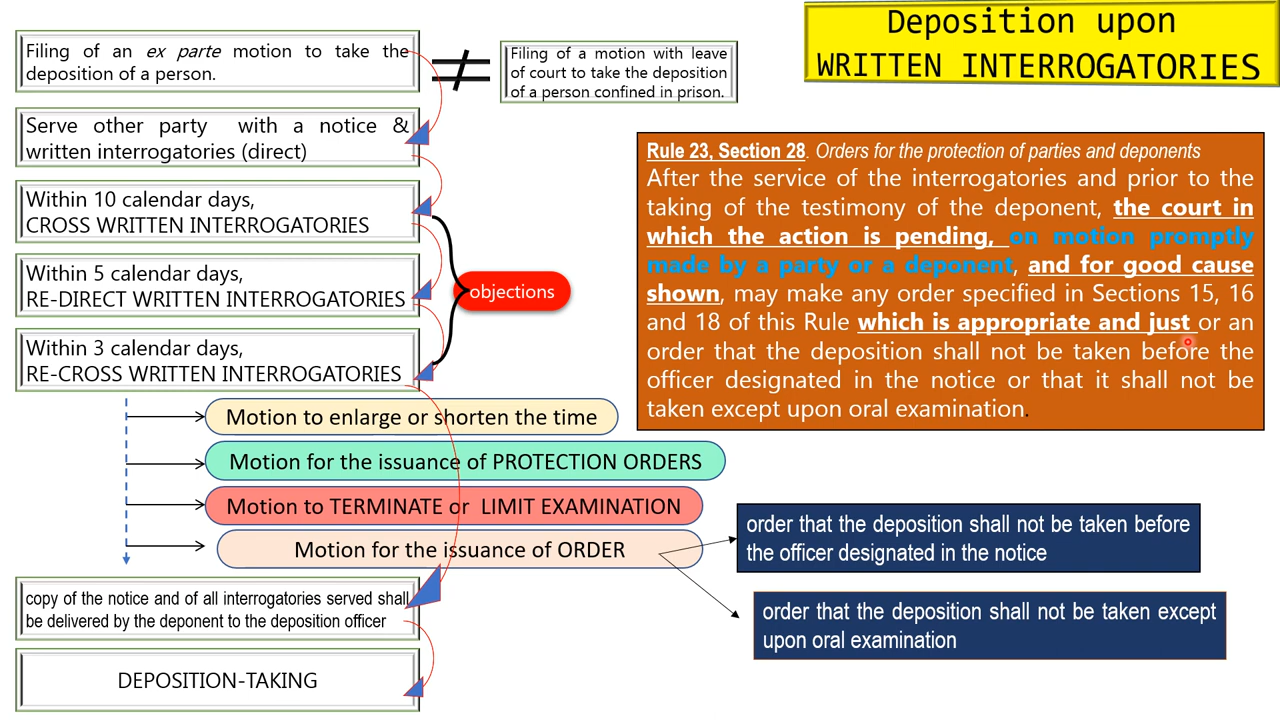 Deposition upon
WRITTEN INTERROGATORIES
Filing of an ex parte motion to take the
deposition of a person.
Filing of a motion with leave
of court to take the deposition
of a person confined in prison.
Serve other party with a notice &
written interrogatories (direct)
Within 10 calendar days,
CROSS WRITTEN INTERROGATORIES
Within 5 calendar days,
RE-DIRECT WRITTEN INTERROGATORIES
Within 3 calendar days,
RE-CROSS WRITTEN INTERROGATORIES
objections
Rule 23, Section 28. Orders for the protection of parties and deponents
After the service of the interrogatories and prior to the
taking of the testimony of the deponent, the court in
which the action is pending, on motion promptly
made by a party or a deponent, and for good cause
shown, may make any order specified in Sections 15, 16
and 18 of this Rule which is appropriate and just or an
order that the deposition shall not be taken before the
officer designated in the notice or that it shall not be
taken except upon oral examination.
Motion to enlarge or shorten the time
Motion for the issuance of PROTECTION ORDERS
Motion to TERMINATE or LIMIT EXAMINATION
Motion for the issuance of ORDER
order that the deposition shall not be taken before
the officer designated in the notice
order that the deposition shall not be taken except
upon oral examination
copy of the notice and of all interrogatories served shall
be delivered by the deponent to the deposition officer
DEPOSITION-TAKING